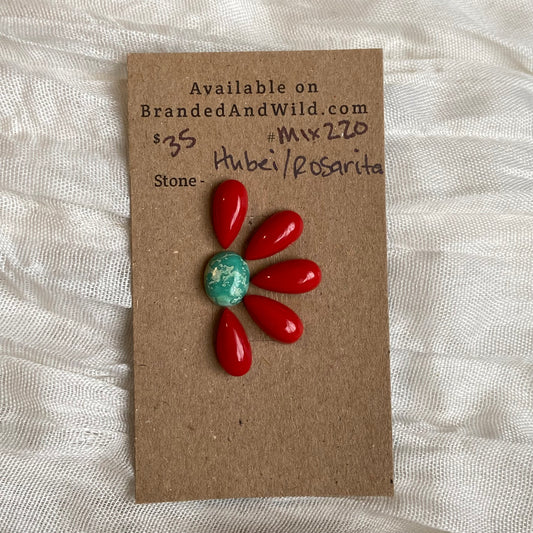 Available on
BrandedAndWild.com
$35 #Mix220
Stone - Hubei/Rosarita